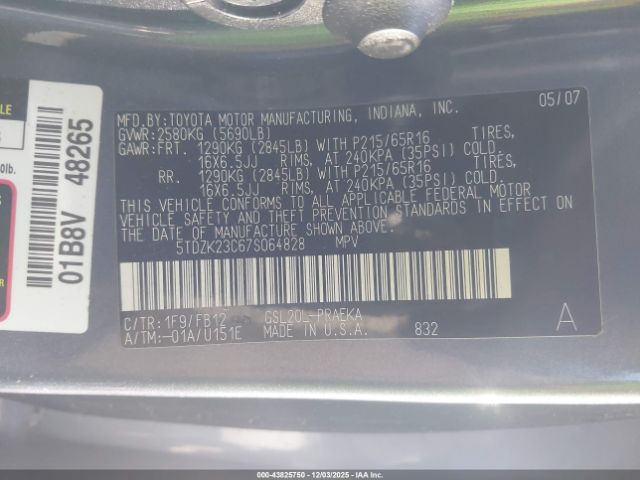 MFD.BY:TOYOTA MOTOR MANUFACTURING, INDIANA, INC. 05/07
GVWR:2580KG (5690LB)
GAWR:FRT. 1290KG (2845LB) WITH P215/65R16 TIRES,
16X6.5JJ RIMS, AT 240KPA (35PSI) COLD.
RR. 1290KG (2845LB) WITH P215/65R16 TIRES,
16X6.5JJ RIMS, AT 240KPA (35PSI) COLD.
THIS VEHICLE CONFORMS TO ALL APPLICABLE FEDERAL MOTOR
VEHICLE SAFETY AND THEFT PREVENTION STANDARDS IN EFFECT ON
THE DATE OF MANUFACTURE SHOWN ABOVE.
5TDZK23C67S064828 MPV
C/TR:1F9/FB12 GSL20L-PRAEKA
A/TM:-01A/U151E MADE IN U.S.A. 832 A
01B8V 48265
0lb.
000-43825750 - 12/03/2025 - IAA Inc.